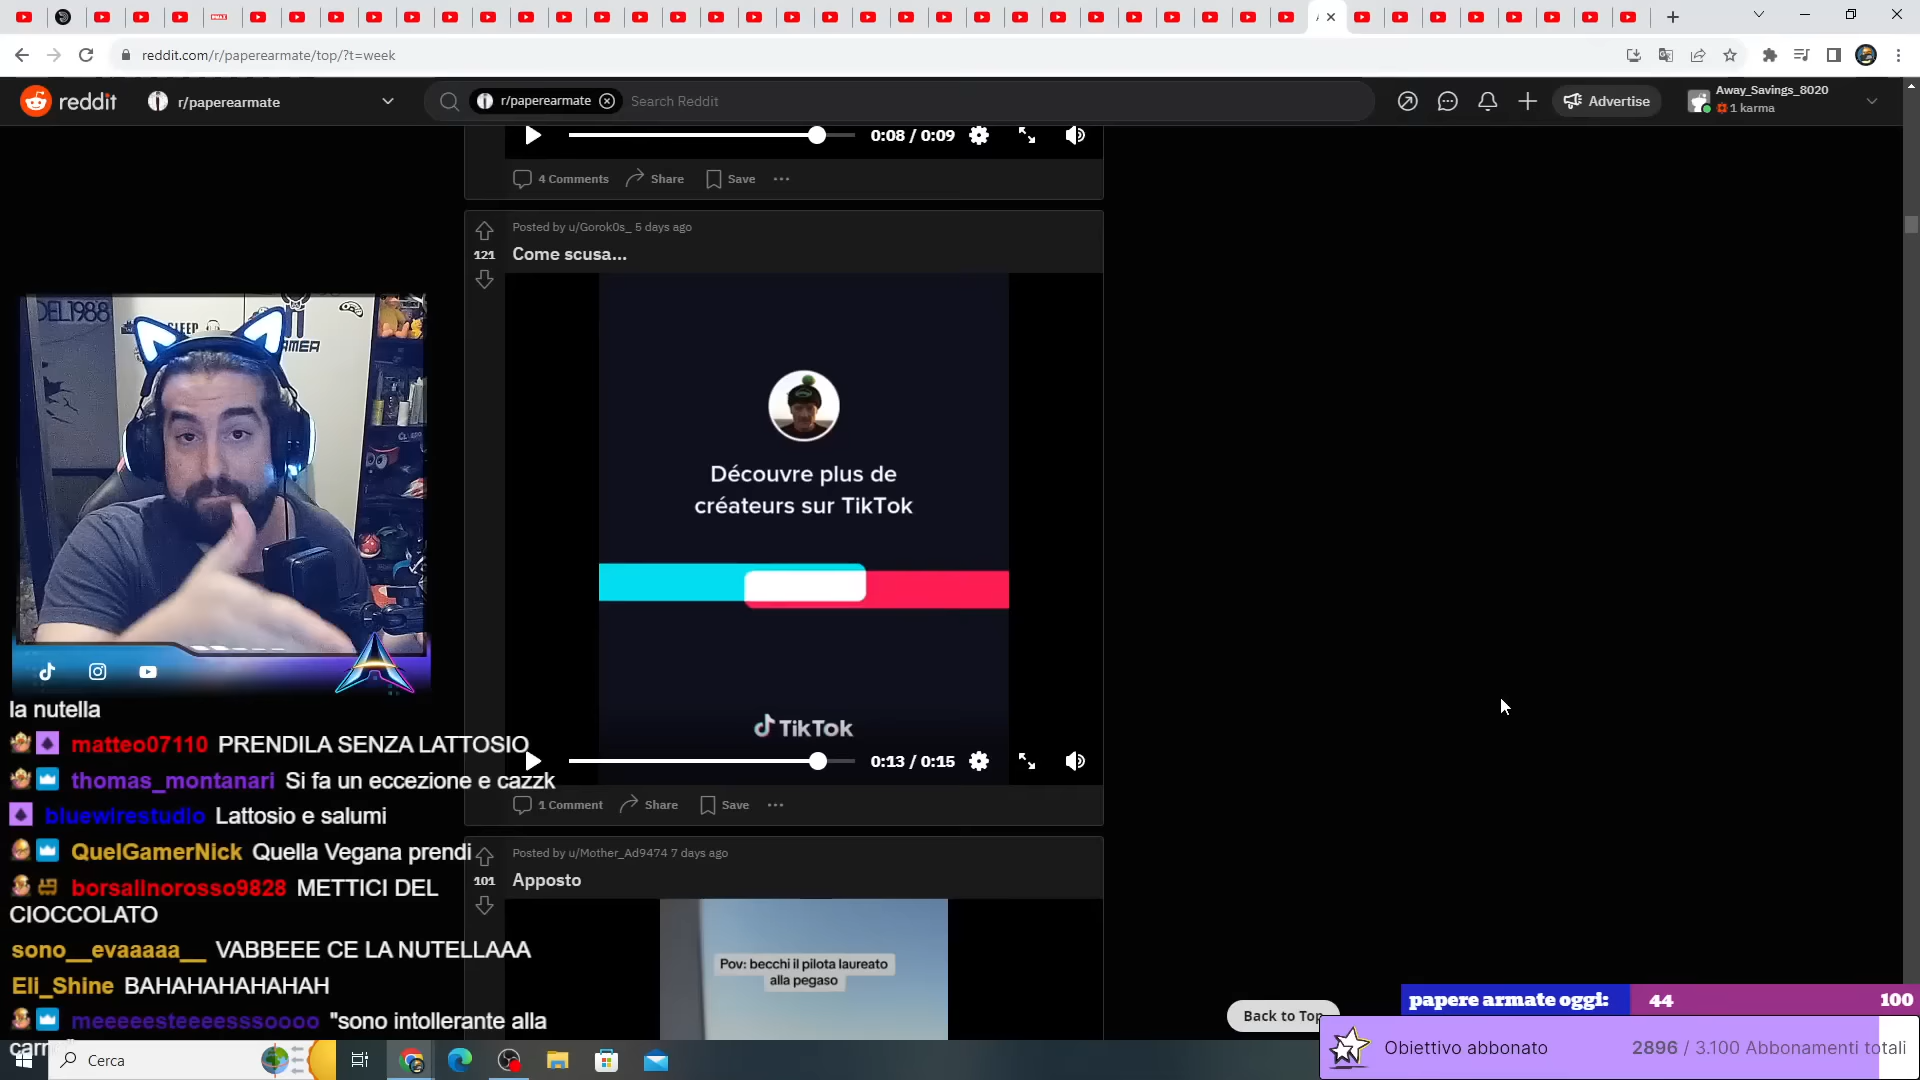 reddit.com/r/paperearmate/top/?t=week
reddit
r/paperearmate
r/paperearmate
Search Reddit
Advertise
Away_Savings_8020
1 karma
0:08 / 0:09
4 Comments
Share
Save
Posted by u/Gorok0s_ 5 days ago
121
Come scusa...
DEL1988
SLEEP
GAMER
Découvre plus de
créateurs sur TikTok
TikTok
0:13 / 0:15
1 Comment
Share
Save
Posted by u/Mother_Ad9474 7 days ago
101
Apposto
Pov: becchi il pilota laureato
alla pegaso
la nutella
matteo07110 PRENDILA SENZA LATTOSIO
thomas_montanari Si fa un eccezione e cazzk
bluewirestudio Lattosio e salumi
QuelGamerNick Quella Vegana prendi
borsalinorosso9828 METTICI DEL
CIOCCOLATO
sono__evaaaaa__ VABBEEE CE LA NUTELLAAA
Eli_Shine BAHAHAHAHAHAH
meeeeesteeeesssoooo "sono intollerante alla
Back to Top
papere armate oggi: 44 100
Obiettivo abbonato 2896 / 3.100 Abbonamenti totali
Cerca